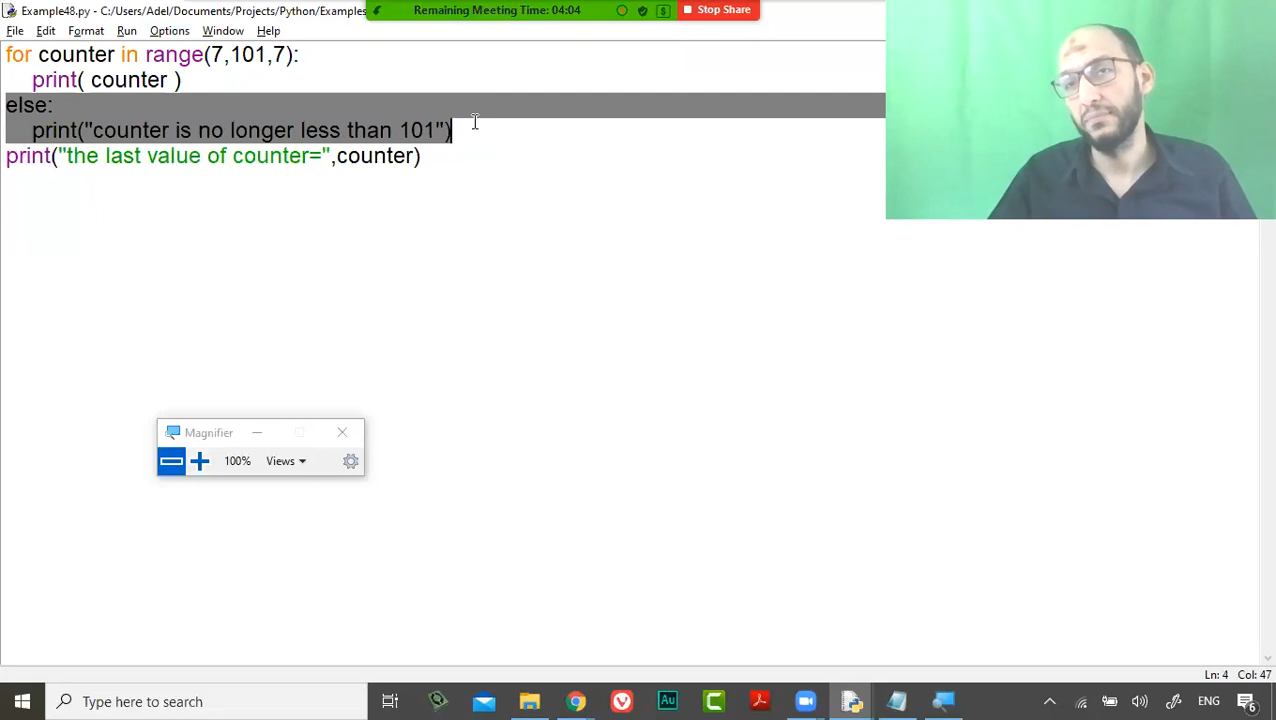 Example48.py - C:/Users/Adel/Documents/Projects/Python/Examples
Remaining Meeting Time: 04:04
Stop Share
File Edit Format Run Options Window Help
for counter in range(7,101,7):
print( counter )
else:
print("counter is no longer less than 101")
print("the last value of counter=",counter)
Magnifier
100% Views
Ln: 4 Col: 47
Type here to search
Au
ENG
6